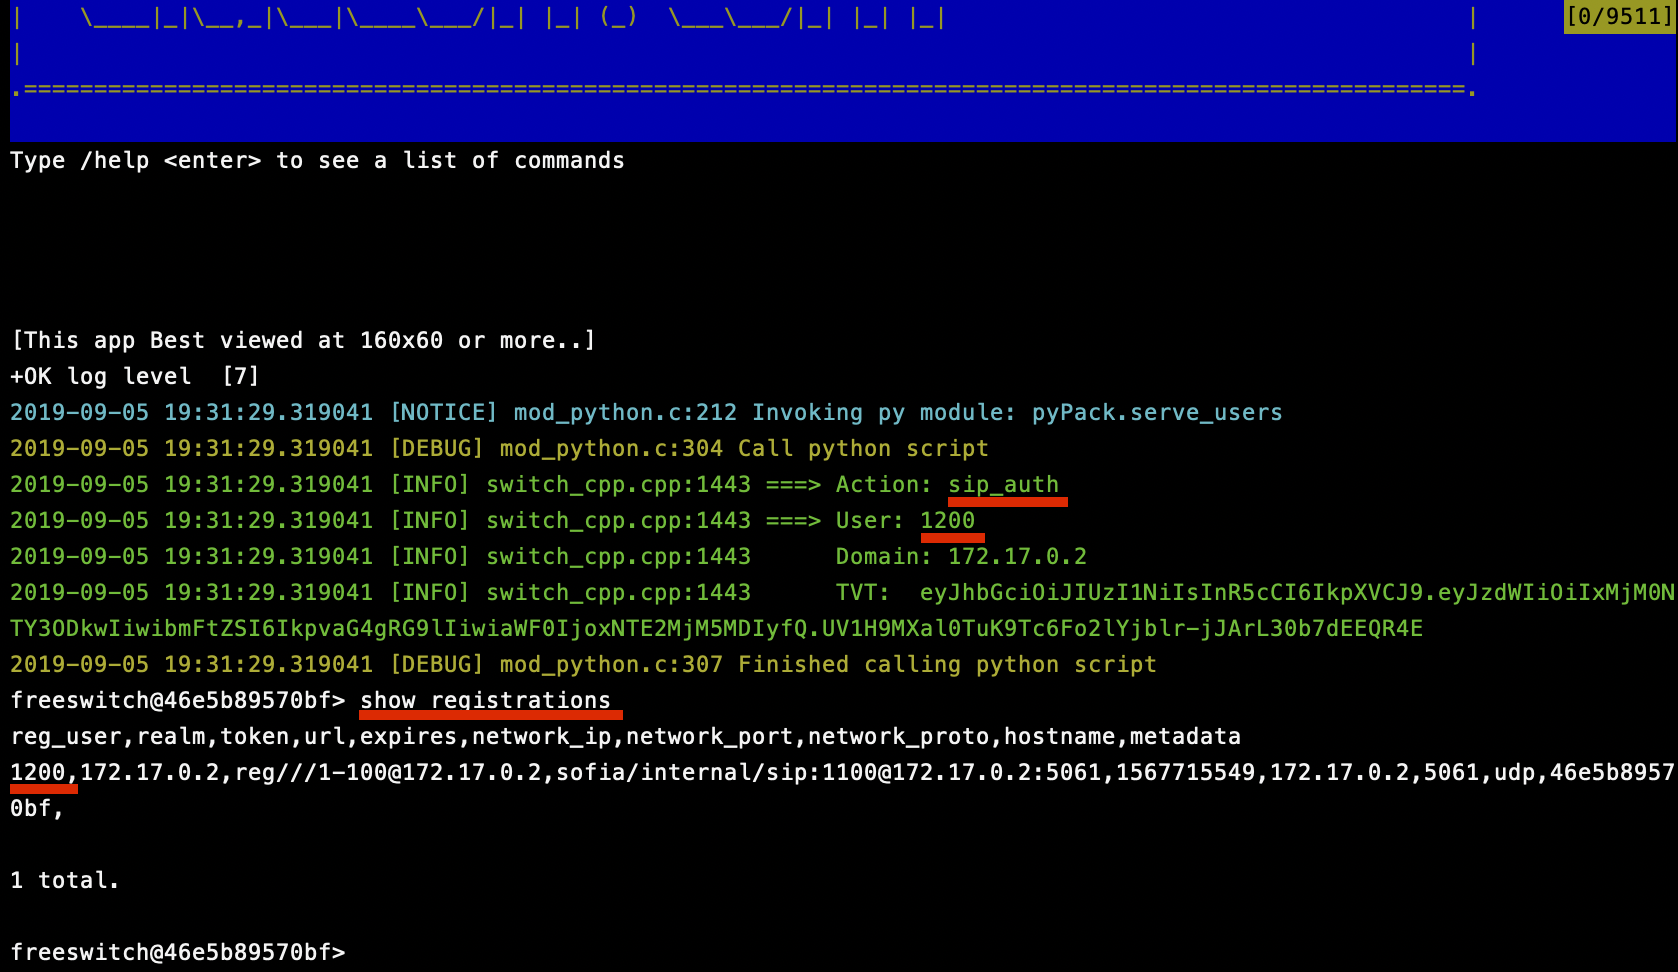 |    \____|_|\__,_|\___|\____\___/|_| |_| (_)  \___\___/|_| |_| |_|                                      |      [0/9511]
|                                                                                                        |
.=======================================================================================================.
Type /help <enter> to see a list of commands
[This app Best viewed at 160x60 or more..]
+OK log level  [7]
2019-09-05 19:31:29.319041 [NOTICE] mod_python.c:212 Invoking py module: pyPack.serve_users
2019-09-05 19:31:29.319041 [DEBUG] mod_python.c:304 Call python script
2019-09-05 19:31:29.319041 [INFO] switch_cpp.cpp:1443 ===> Action: sip_auth
2019-09-05 19:31:29.319041 [INFO] switch_cpp.cpp:1443 ===> User: 1200
2019-09-05 19:31:29.319041 [INFO] switch_cpp.cpp:1443      Domain: 172.17.0.2
2019-09-05 19:31:29.319041 [INFO] switch_cpp.cpp:1443      TVT:  eyJhbGciOiJIUzI1NiIsInR5cCI6IkpXVCJ9.eyJzdWIiOiIxMjM0N
TY3ODkwIiwibmFtZSI6IkpvaG4gRG9lIiwiaWF0IjoxNTE2MjM5MDIyfQ.UV1H9MXal0TuK9Tc6Fo2lYjblr-jJArL30b7dEEQR4E
2019-09-05 19:31:29.319041 [DEBUG] mod_python.c:307 Finished calling python script
freeswitch@46e5b89570bf> show registrations
reg_user,realm,token,url,expires,network_ip,network_port,network_proto,hostname,metadata
1200,172.17.0.2,reg///1-100@172.17.0.2,sofia/internal/sip:1100@172.17.0.2:5061,1567715549,172.17.0.2,5061,udp,46e5b8957
0bf,
1 total.
freeswitch@46e5b89570bf>